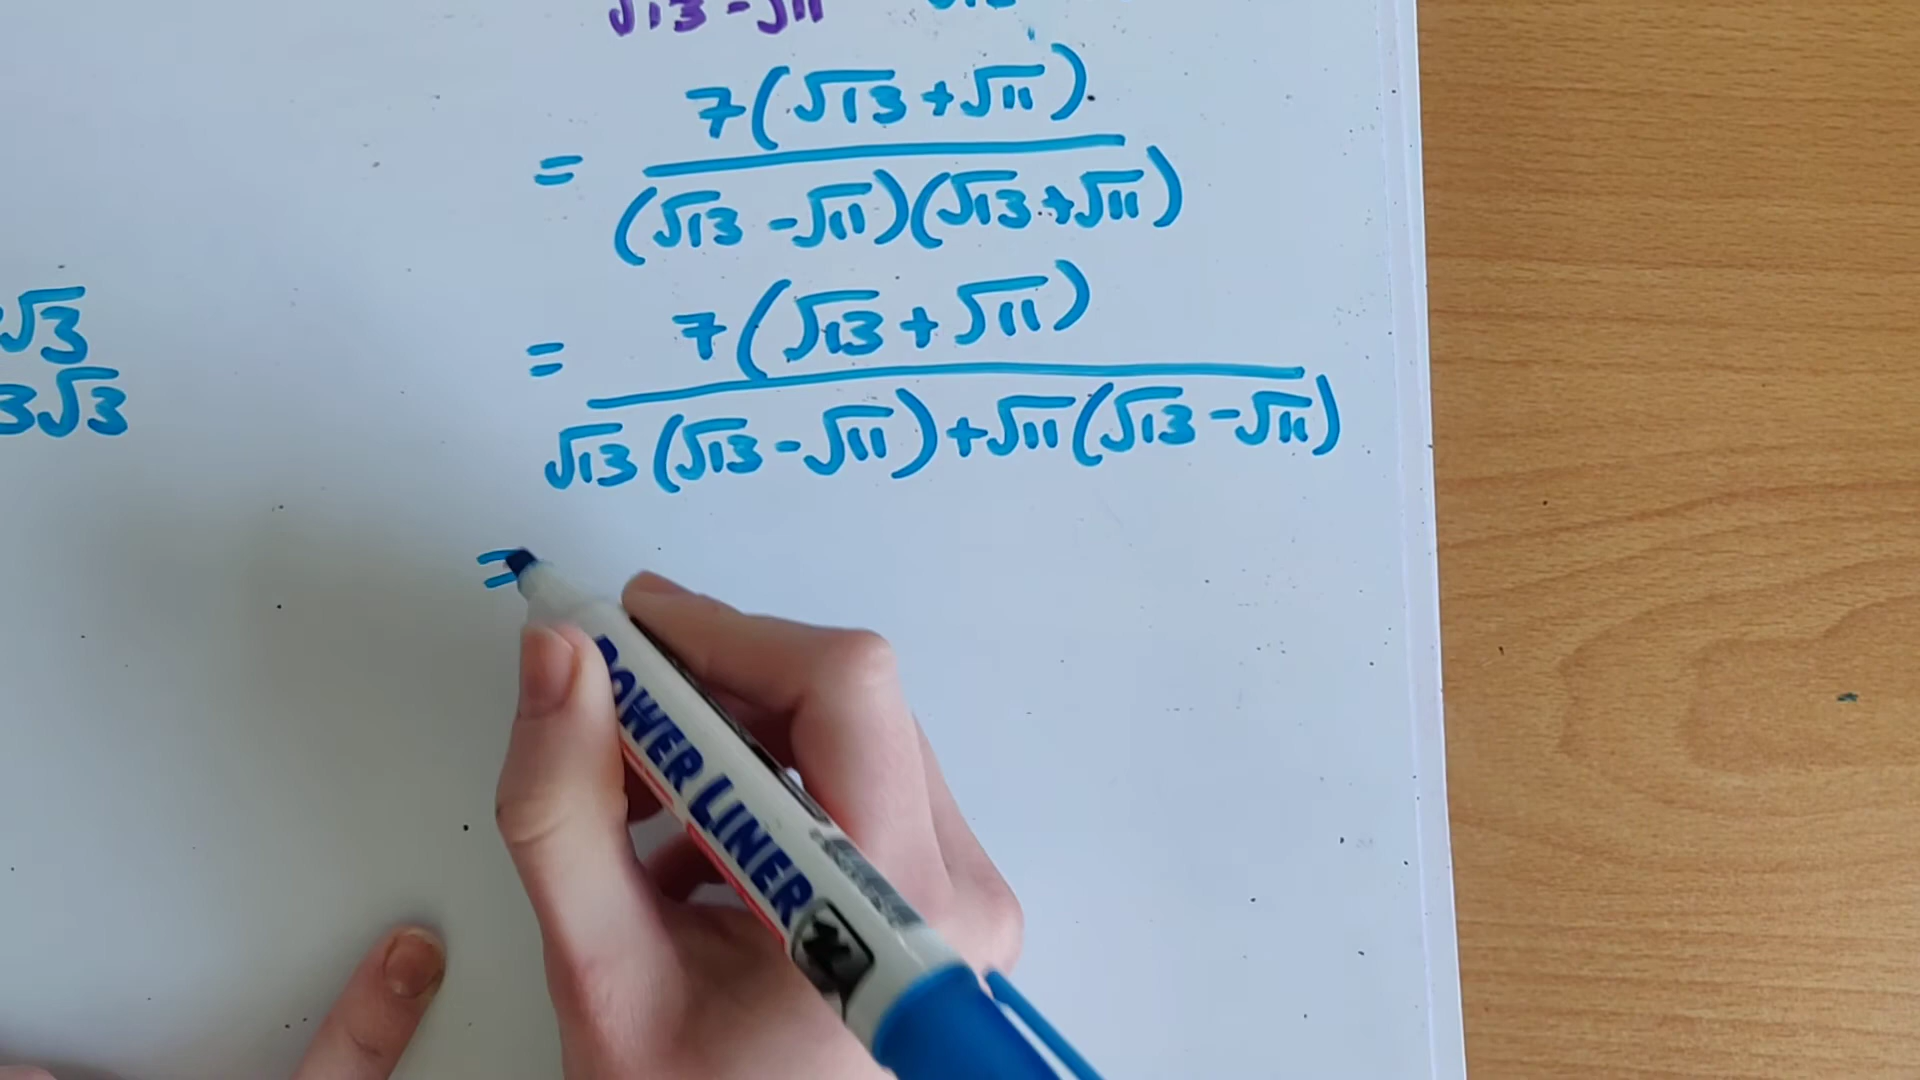 √13 - √11
= 7(√13 + √11)
(√13 - √11)(√13 + √11)
= 7(√13 + √11)
√13(√13 - √11) + √11(√13 - √11)
√3
3√3
=
POWER LINER